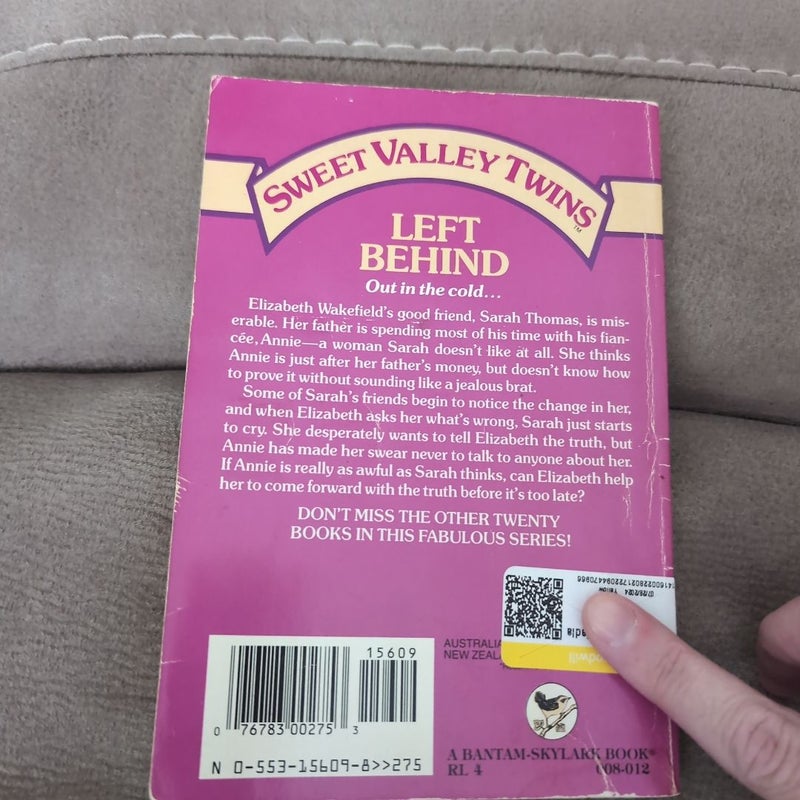 SWEET VALLEY TWINS
TM
LEFT
BEHIND
Out in the cold...
Elizabeth Wakefield's good friend, Sarah Thomas, is mis-
erable. Her father is spending most of his time with his fian-
cée, Annie—a woman Sarah doesn't like at all. She thinks
Annie is just after her father's money, but doesn't know how
to prove it without sounding like a jealous brat.
Some of Sarah's friends begin to notice the change in her,
and when Elizabeth asks her what's wrong, Sarah just starts
to cry. She desperately wants to tell Elizabeth the truth, but
Annie has made her swear never to talk to anyone about her.
If Annie is really as awful as Sarah thinks, can Elizabeth help
her to come forward with the truth before it's too late?
DON'T MISS THE OTHER TWENTY
BOOKS IN THIS FABULOUS SERIES!
07/29/2024 Yellow
15609
AUSTRALIA
NEW ZEAL
0 76783 00275 3
N 0-553-15609-8>>275
A BANTAM-SKYLARK BOOK®
RL 4 008-012